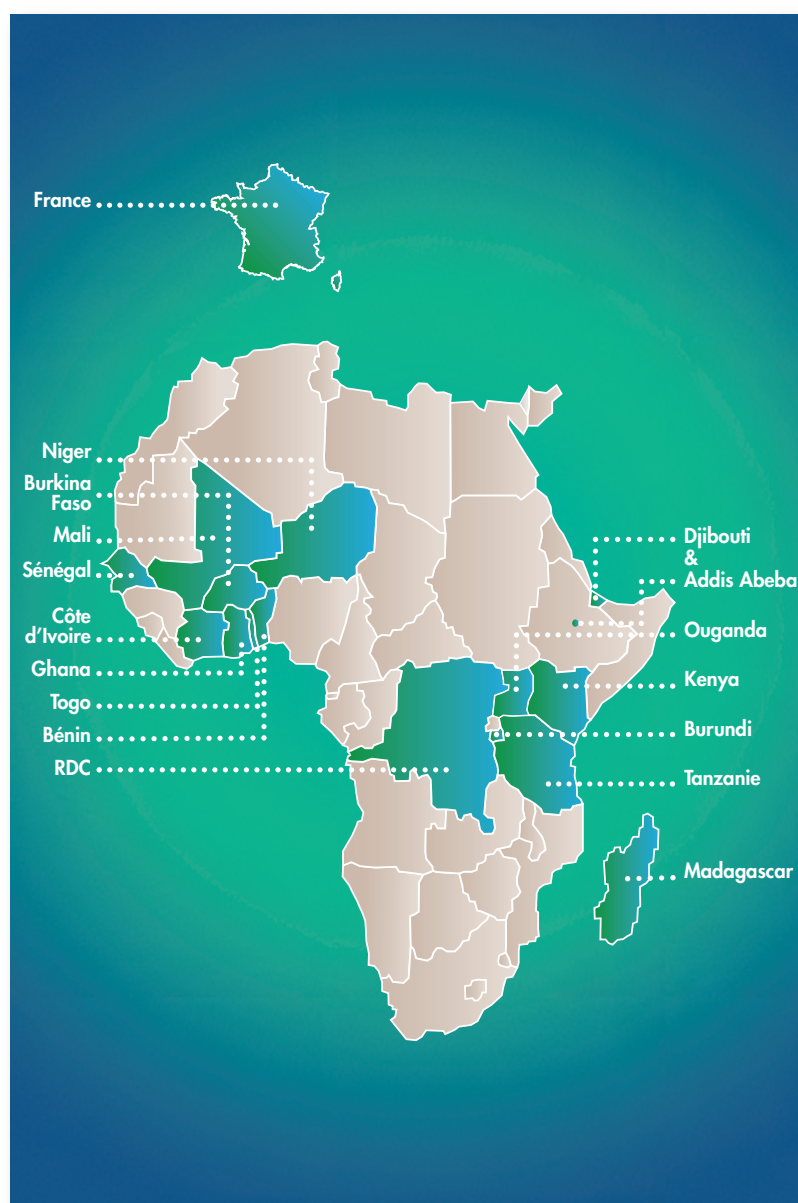 France
Niger
Burkina
Faso
Mali
Sénégal
Côte
d'Ivoire
Ghana
Togo
Bénin
RDC
Djibouti
&
Addis Abeba
Ouganda
Kenya
Burundi
Tanzanie
Madagascar